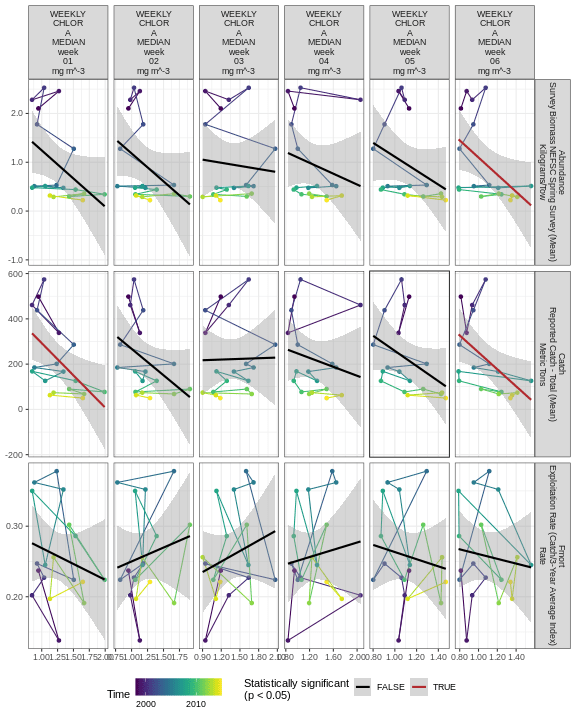 WEEKLY
CHLOR
A
MEDIAN
week
01
mg m^-3
WEEKLY
CHLOR
A
MEDIAN
week
02
mg m^-3
WEEKLY
CHLOR
A
MEDIAN
week
03
mg m^-3
WEEKLY
CHLOR
A
MEDIAN
week
04
mg m^-3
WEEKLY
CHLOR
A
MEDIAN
week
05
mg m^-3
WEEKLY
CHLOR
A
MEDIAN
week
06
mg m^-3
2.0
1.0
0.0
-1.0
Abundance
Survey Biomass NEFSC Spring Survey (Mean)
Kilograms/Tow
600
400
200
0
-200
Catch
Reported Catch - Total (Mean)
Metric Tons
0.30
0.20
Fmort
Exploitation Rate (Catch/3-Year Average Index)
Rate
1.00 1.25 1.50 1.75 2.00
0.75 1.00 1.25 1.50 1.75
0.90 1.20 1.50 1.80 2.10
0.80 1.20 1.60 2.00
0.80 1.00 1.20 1.40
0.80 1.00 1.20 1.40
Time
2000 2010
Statistically significant
(p < 0.05)
FALSE
TRUE